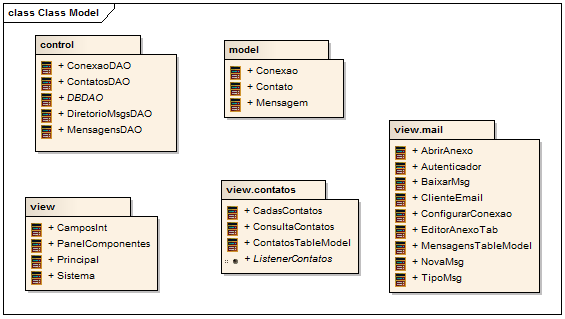 class Class Model
control
+ ConexaoDAO
+ ContatosDAO
+ DBDAO
+ DiretorioMsgsDAO
+ MensagensDAO
model
+ Conexao
+ Contato
+ Mensagem
view.mail
+ AbrirAnexo
+ Autenticador
+ BaixarMsg
+ ClienteEmail
+ ConfigurarConexao
+ EditorAnexoTab
+ MensagensTableModel
+ NovaMsg
+ TipoMsg
view
+ CamposInt
+ PanelComponentes
+ Principal
+ Sistema
view.contatos
+ CadasContatos
+ ConsultaContatos
+ ContatosTableModel
+ ListenerContatos